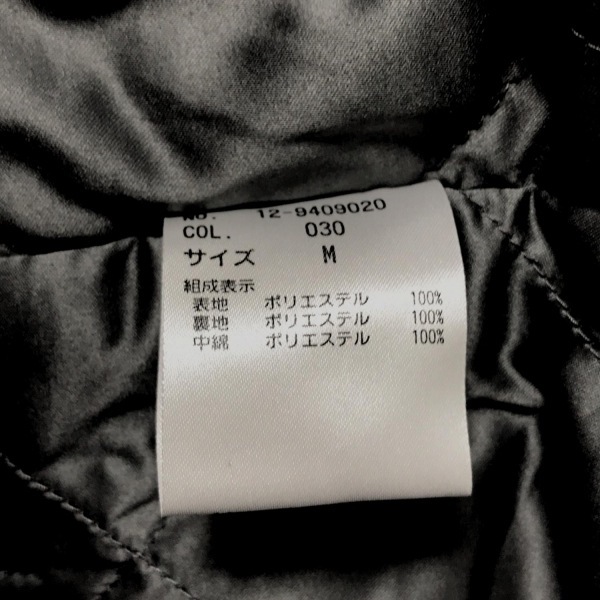 NO. 12-9409020
COL. 030
サイズ M
組成表示
表地 ポリエステル 100%
裏地 ポリエステル 100%
中綿 ポリエステル 100%